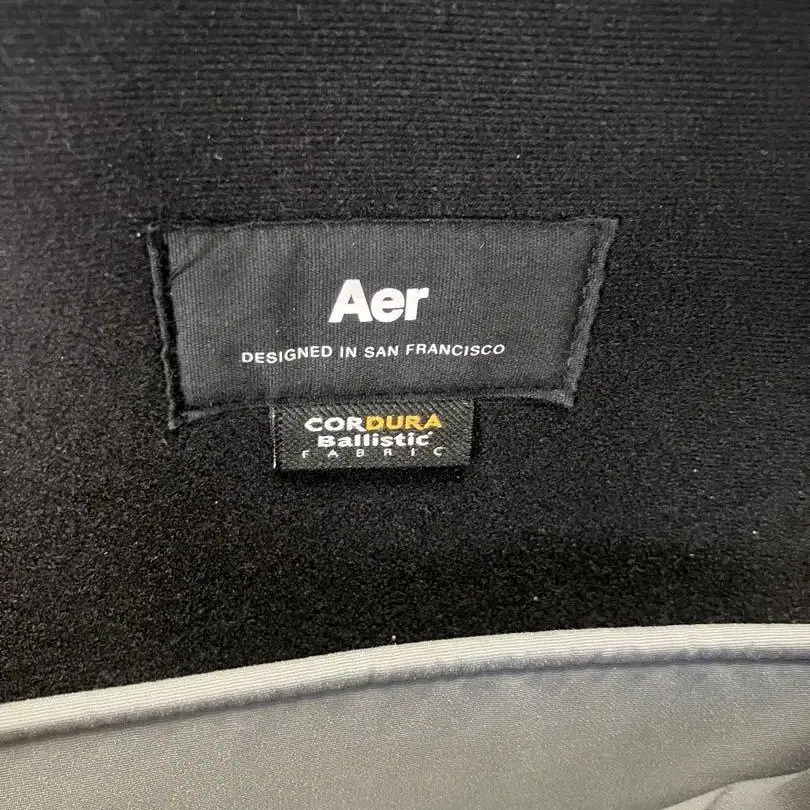 Aer
DESIGNED IN SAN FRANCISCO
CORDURA
Ballistic®
FABRIC